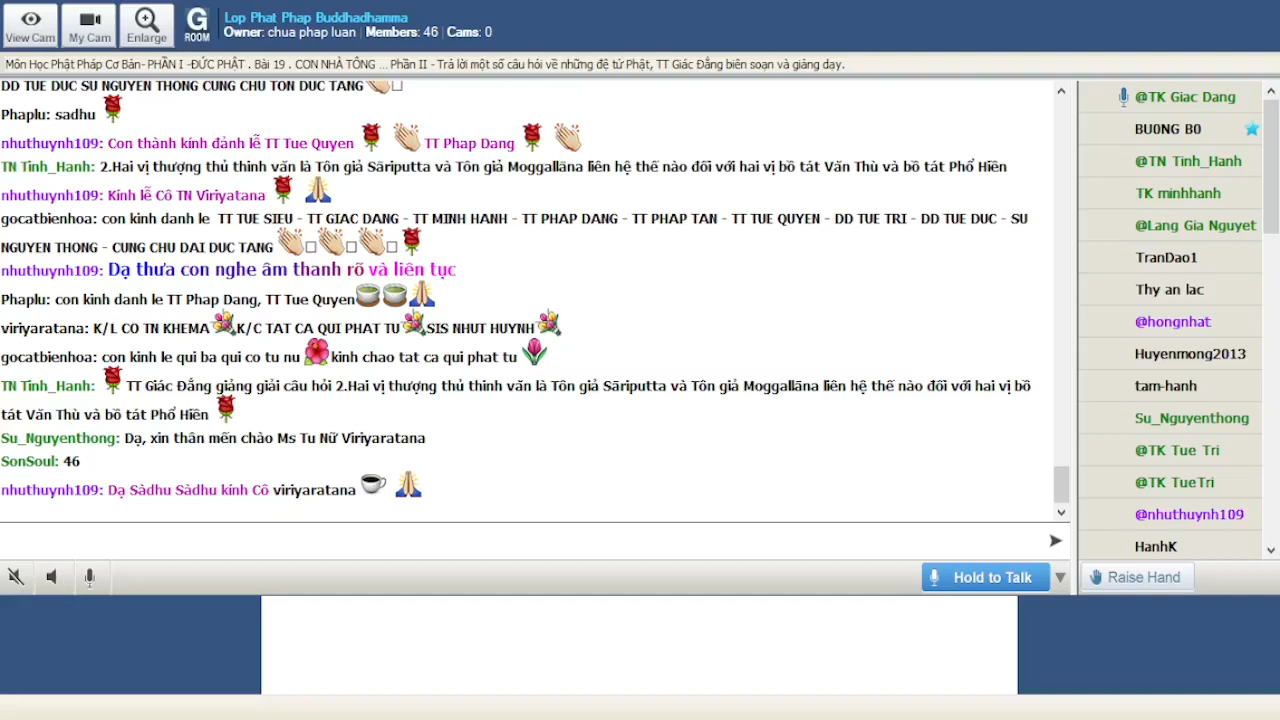 View Cam
My Cam
Enlarge
G
ROOM
Lop Phat Phap Buddhadhamma
Owner: chua phap luan | Members: 46 | Cams: 0
Môn Học Phật Pháp Cơ Bản- PHẦN I -ĐỨC PHẬT . Bài 19 . CON NHÀ TÔNG ... Phần II - Trả lời một số câu hỏi về những đệ tử Phật, TT Giác Đẳng biên soạn và giảng dạy.
DD TUE DUC SU NGUYEN THONG CUNG CHU TON DUC TANG
Phaplu: sadhu
nhuthuynh109: Con thành kính đảnh lễ TT Tue Quyen TT Phap Dang
TN Tinh_Hanh: 2.Hai vị thượng thủ thinh văn là Tôn giả Sāriputta và Tôn giả Moggallāna liên hệ thế nào đối với hai vị bồ tát Văn Thù và bồ tát Phổ Hiền
nhuthuynh109: Kính lễ Cô TN Viriyatana
gocatbienhoa: con kinh danh le TT TUE SIEU - TT GIAC DANG - TT MINH HANH - TT PHAP DANG - TT PHAP TAN - TT TUE QUYEN - DD TUE TRI - DD TUE DUC - SU
NGUYEN THONG - CUNG CHU DAI DUC TANG
nhuthuynh109: Dạ thưa con nghe âm thanh rõ và liên tục
Phaplu: con kinh danh le TT Phap Dang, TT Tue Quyen
viriyaratana: K/L CO TN KHEMA K/C TAT CA QUI PHAT TU SIS NHUT HUYNH
gocatbienhoa: con kinh le qui ba qui co tu nu kinh chao tat ca qui phat tu
TN Tinh_Hanh: TT Giác Đẳng giảng giải câu hỏi 2.Hai vị thượng thủ thinh văn là Tôn giả Sāriputta và Tôn giả Moggallāna liên hệ thế nào đối với hai vị bồ
tát Văn Thù và bồ tát Phổ Hiền
Su_Nguyenthong: Dạ, xin thân mến chào Ms Tu Nữ Viriyaratana
SonSoul: 46
nhuthuynh109: Dạ Sàdhu Sàdhu kính Cô viriyaratana
Hold to Talk
@TK Giac Dang
BU0NG B0
@TN Tinh_Hanh
TK minhhanh
@Lang Gia Nguyet
TranDao1
Thy an lac
@hongnhat
Huyenmong2013
tam-hanh
Su_Nguyenthong
@TK Tue Tri
@TK TueTri
@nhuthuynh109
HanhK
Raise Hand